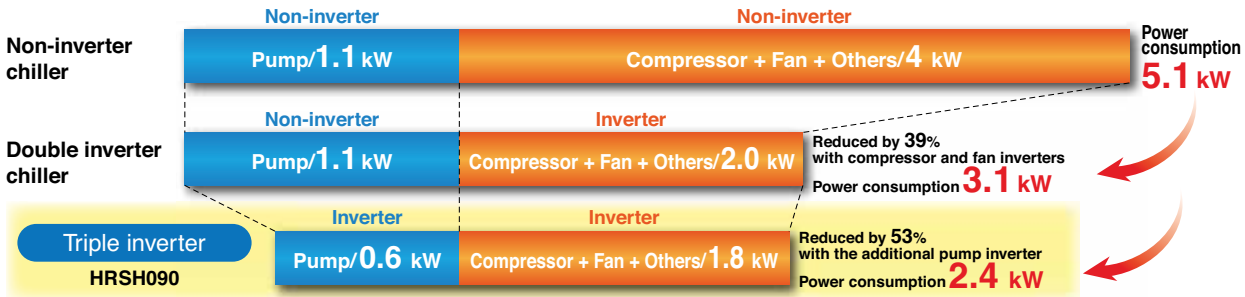 Non-inverter
Non-inverter
Non-inverter
chiller
Pump/1.1 kW
Compressor + Fan + Others/4 kW
Power
consumption
5.1 kW
Non-inverter
Inverter
Double inverter
chiller
Pump/1.1 kW
Compressor + Fan + Others/2.0 kW
Reduced by 39%
with compressor and fan inverters
Power consumption 3.1 kW
Inverter
Inverter
Triple inverter
HRSH090
Pump/0.6 kW
Compressor + Fan + Others/1.8 kW
Reduced by 53%
with the additional pump inverter
Power consumption 2.4 kW